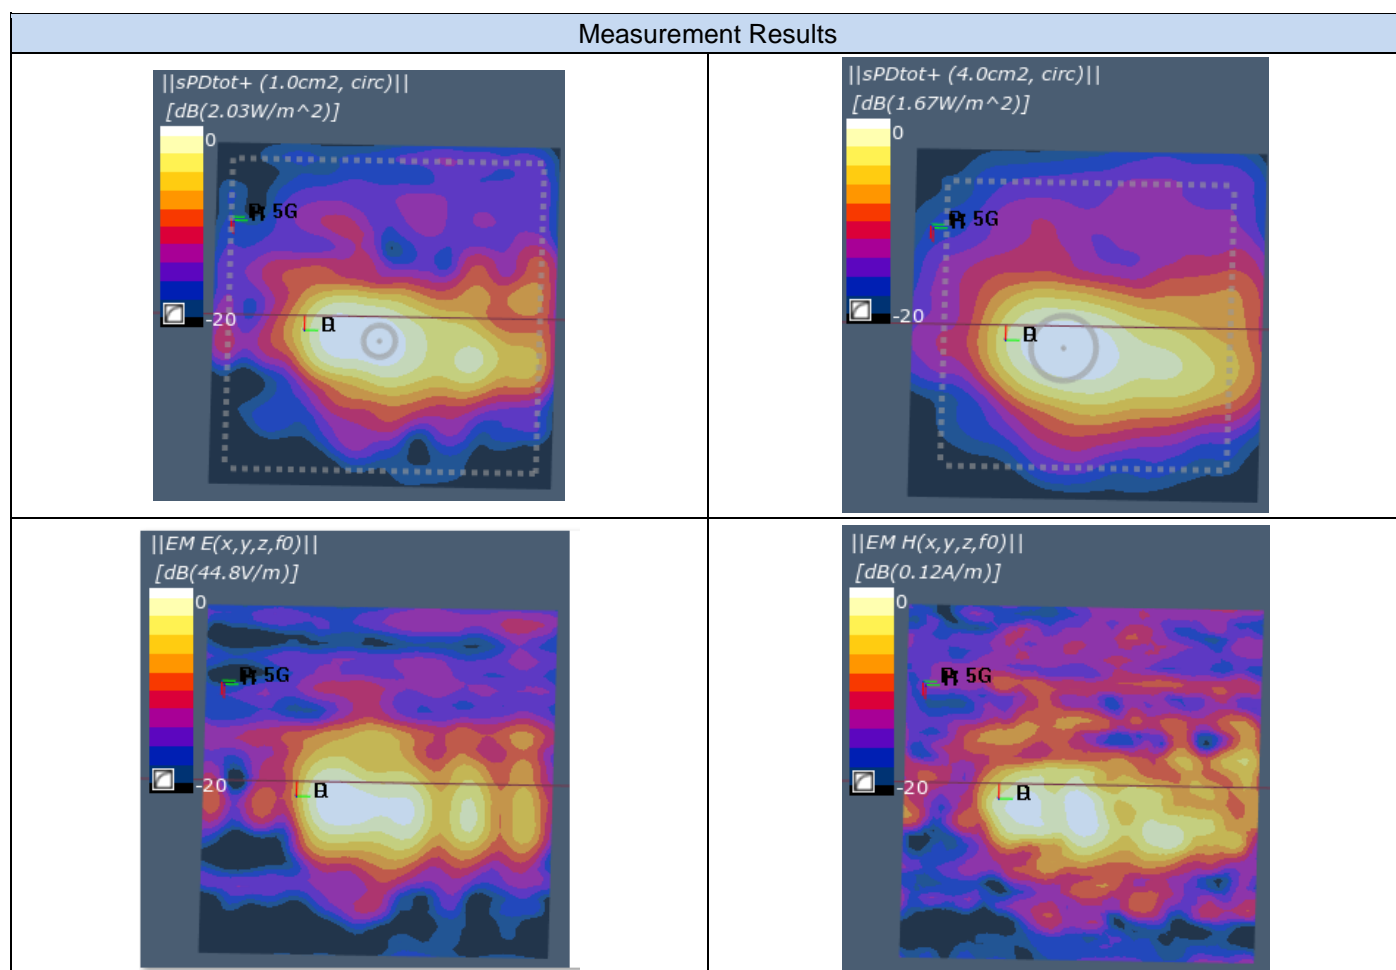 Measurement Results
||sPDtot+ (1.0cm2, circ)||
[dB(2.03W/m^2)]
0
5G
-20
||sPDtot+ (4.0cm2, circ)||
[dB(1.67W/m^2)]
0
5G
-20
||EM E(x,y,z,f0)||
[dB(44.8V/m)]
0
5G
-20
||EM H(x,y,z,f0)||
[dB(0.12A/m)]
0
5G
-20